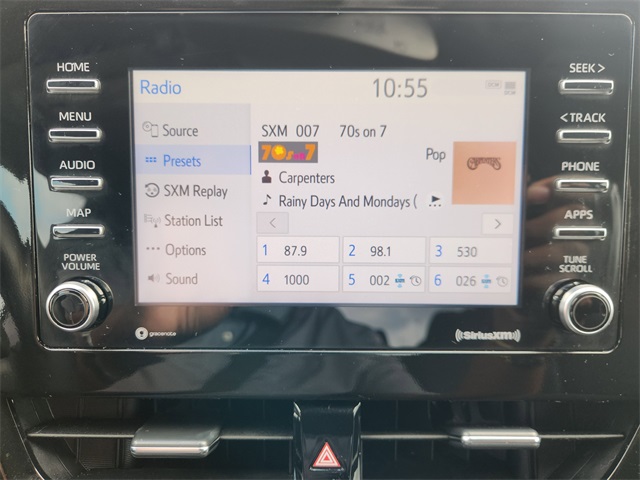 HOME
MENU
AUDIO
MAP
POWER
VOLUME
Radio
10:55
DCM
Source
Presets
SXM Replay
Station List
Options
Sound
SXM 007 70s on 7
70s on 7
Pop
Carpenters
Rainy Days And Mondays (
1 87.9
2 98.1
3 530
4 1000
5 002
6 026
SEEK >
< TRACK
PHONE
APPS
TUNE
SCROLL
gracenote
((SiriusXM))